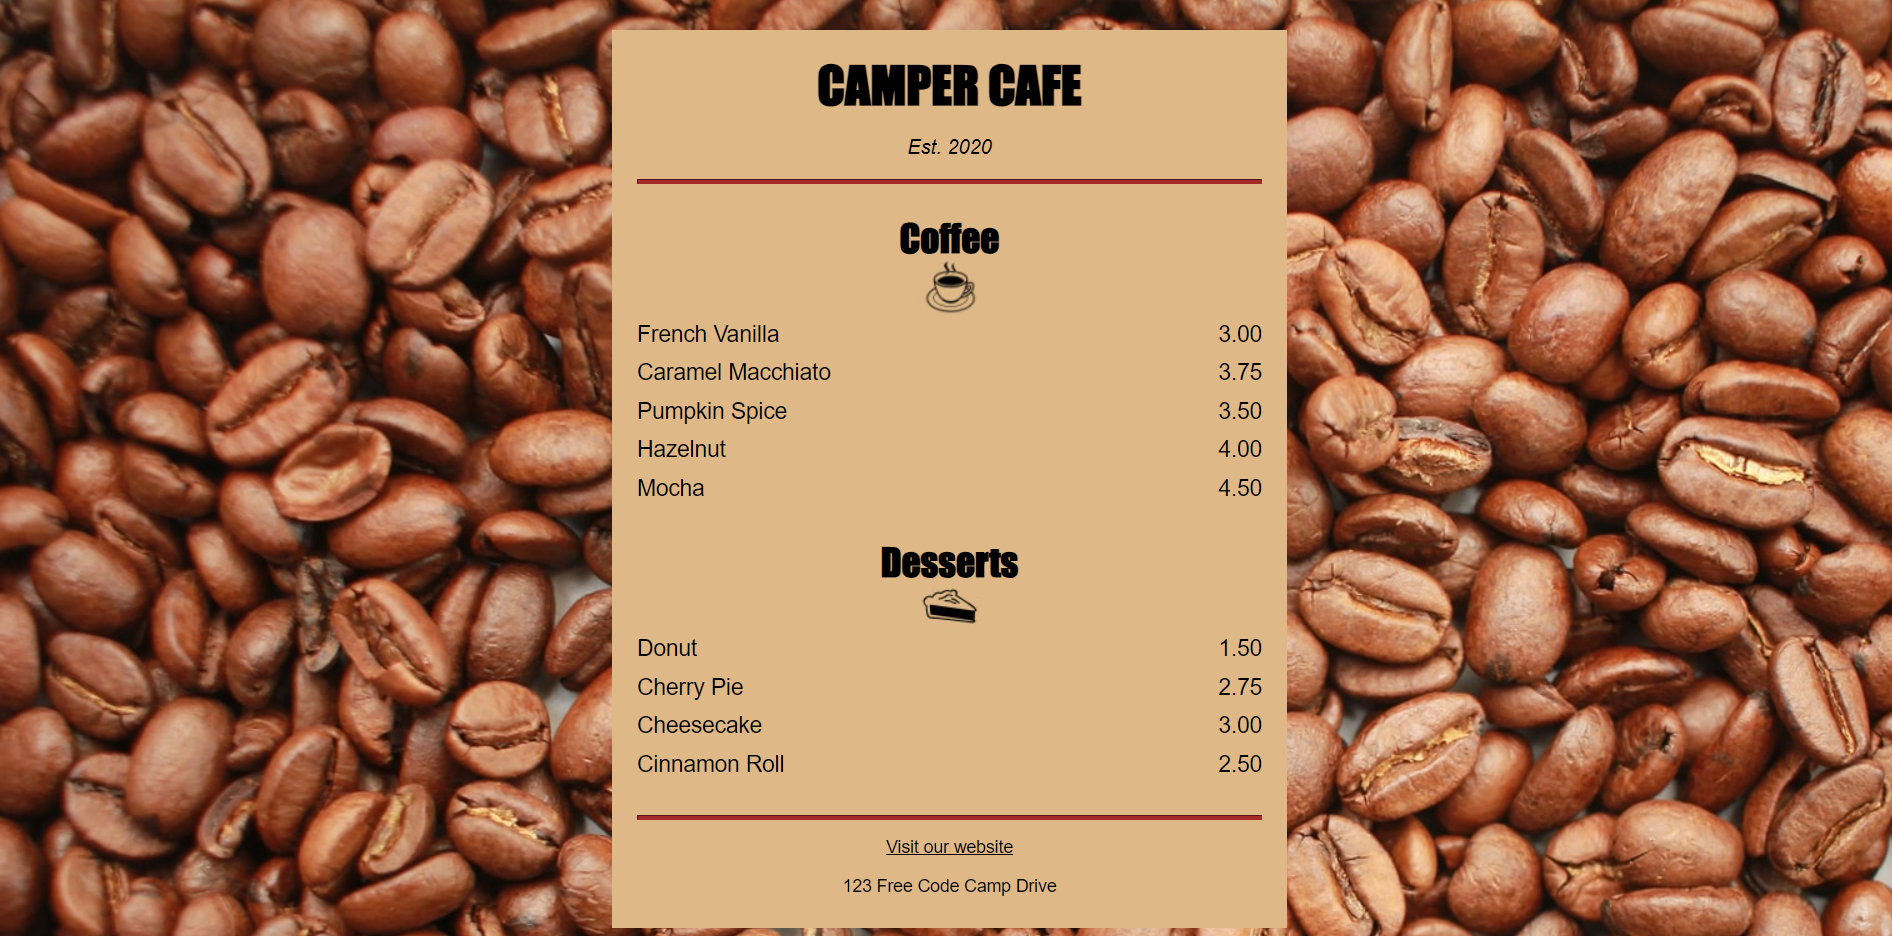 CAMPER CAFE
Est. 2020
Coffee
French Vanilla 3.00
Caramel Macchiato 3.75
Pumpkin Spice 3.50
Hazelnut 4.00
Mocha 4.50
Desserts
Donut 1.50
Cherry Pie 2.75
Cheesecake 3.00
Cinnamon Roll 2.50
Visit our website
123 Free Code Camp Drive